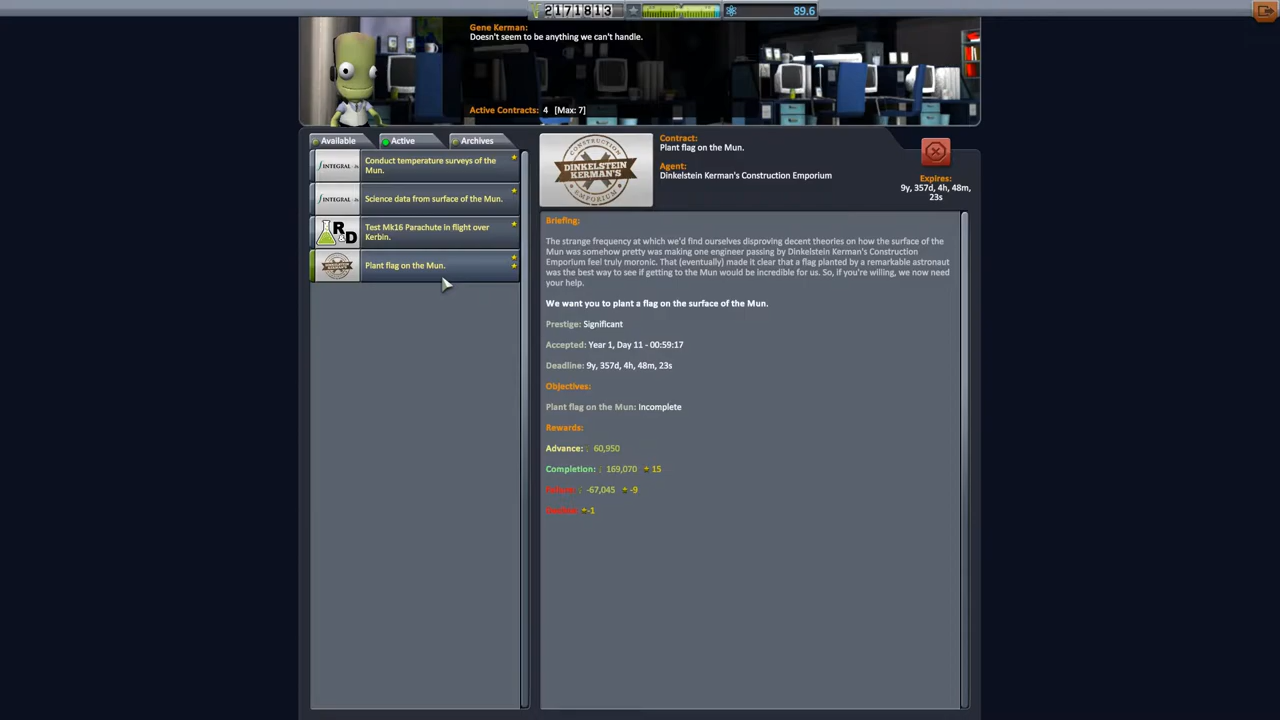 2171813
89.6
Gene Kerman:
Doesn't seem to be anything we can't handle.
Active Contracts: 4 [Max: 7]
Available
Active
Archives
INTEGRAL
Conduct temperature surveys of the
Mun.
INTEGRAL
Science data from surface of the Mun.
R&D
Test Mk16 Parachute in flight over
Kerbin.
Plant flag on the Mun.
CONSTRUCTION
DINKELSTEIN
KERMAN'S
EMPORIUM
Contract:
Plant flag on the Mun.
Agent:
Dinkelstein Kerman's Construction Emporium
Expires:
9y, 357d, 4h, 48m,
23s
Briefing:
The strange frequency at which we'd find ourselves disproving decent theories on how the surface of the
Mun was somehow pretty was making one engineer passing by Dinkelstein Kerman's Construction
Emporium feel truly moronic. That (eventually) made it clear that a flag planted by a remarkable astronaut
was the best way to see if getting to the Mun would be incredible for us. So, if you're willing, we now need
your help.
We want you to plant a flag on the surface of the Mun.
Prestige: Significant
Accepted: Year 1, Day 11 - 00:59:17
Deadline: 9y, 357d, 4h, 48m, 23s
Objectives:
Plant flag on the Mun: Incomplete
Rewards:
Advance: 60,950
Completion: 169,070 15
Failure: -67,045 -9
-1